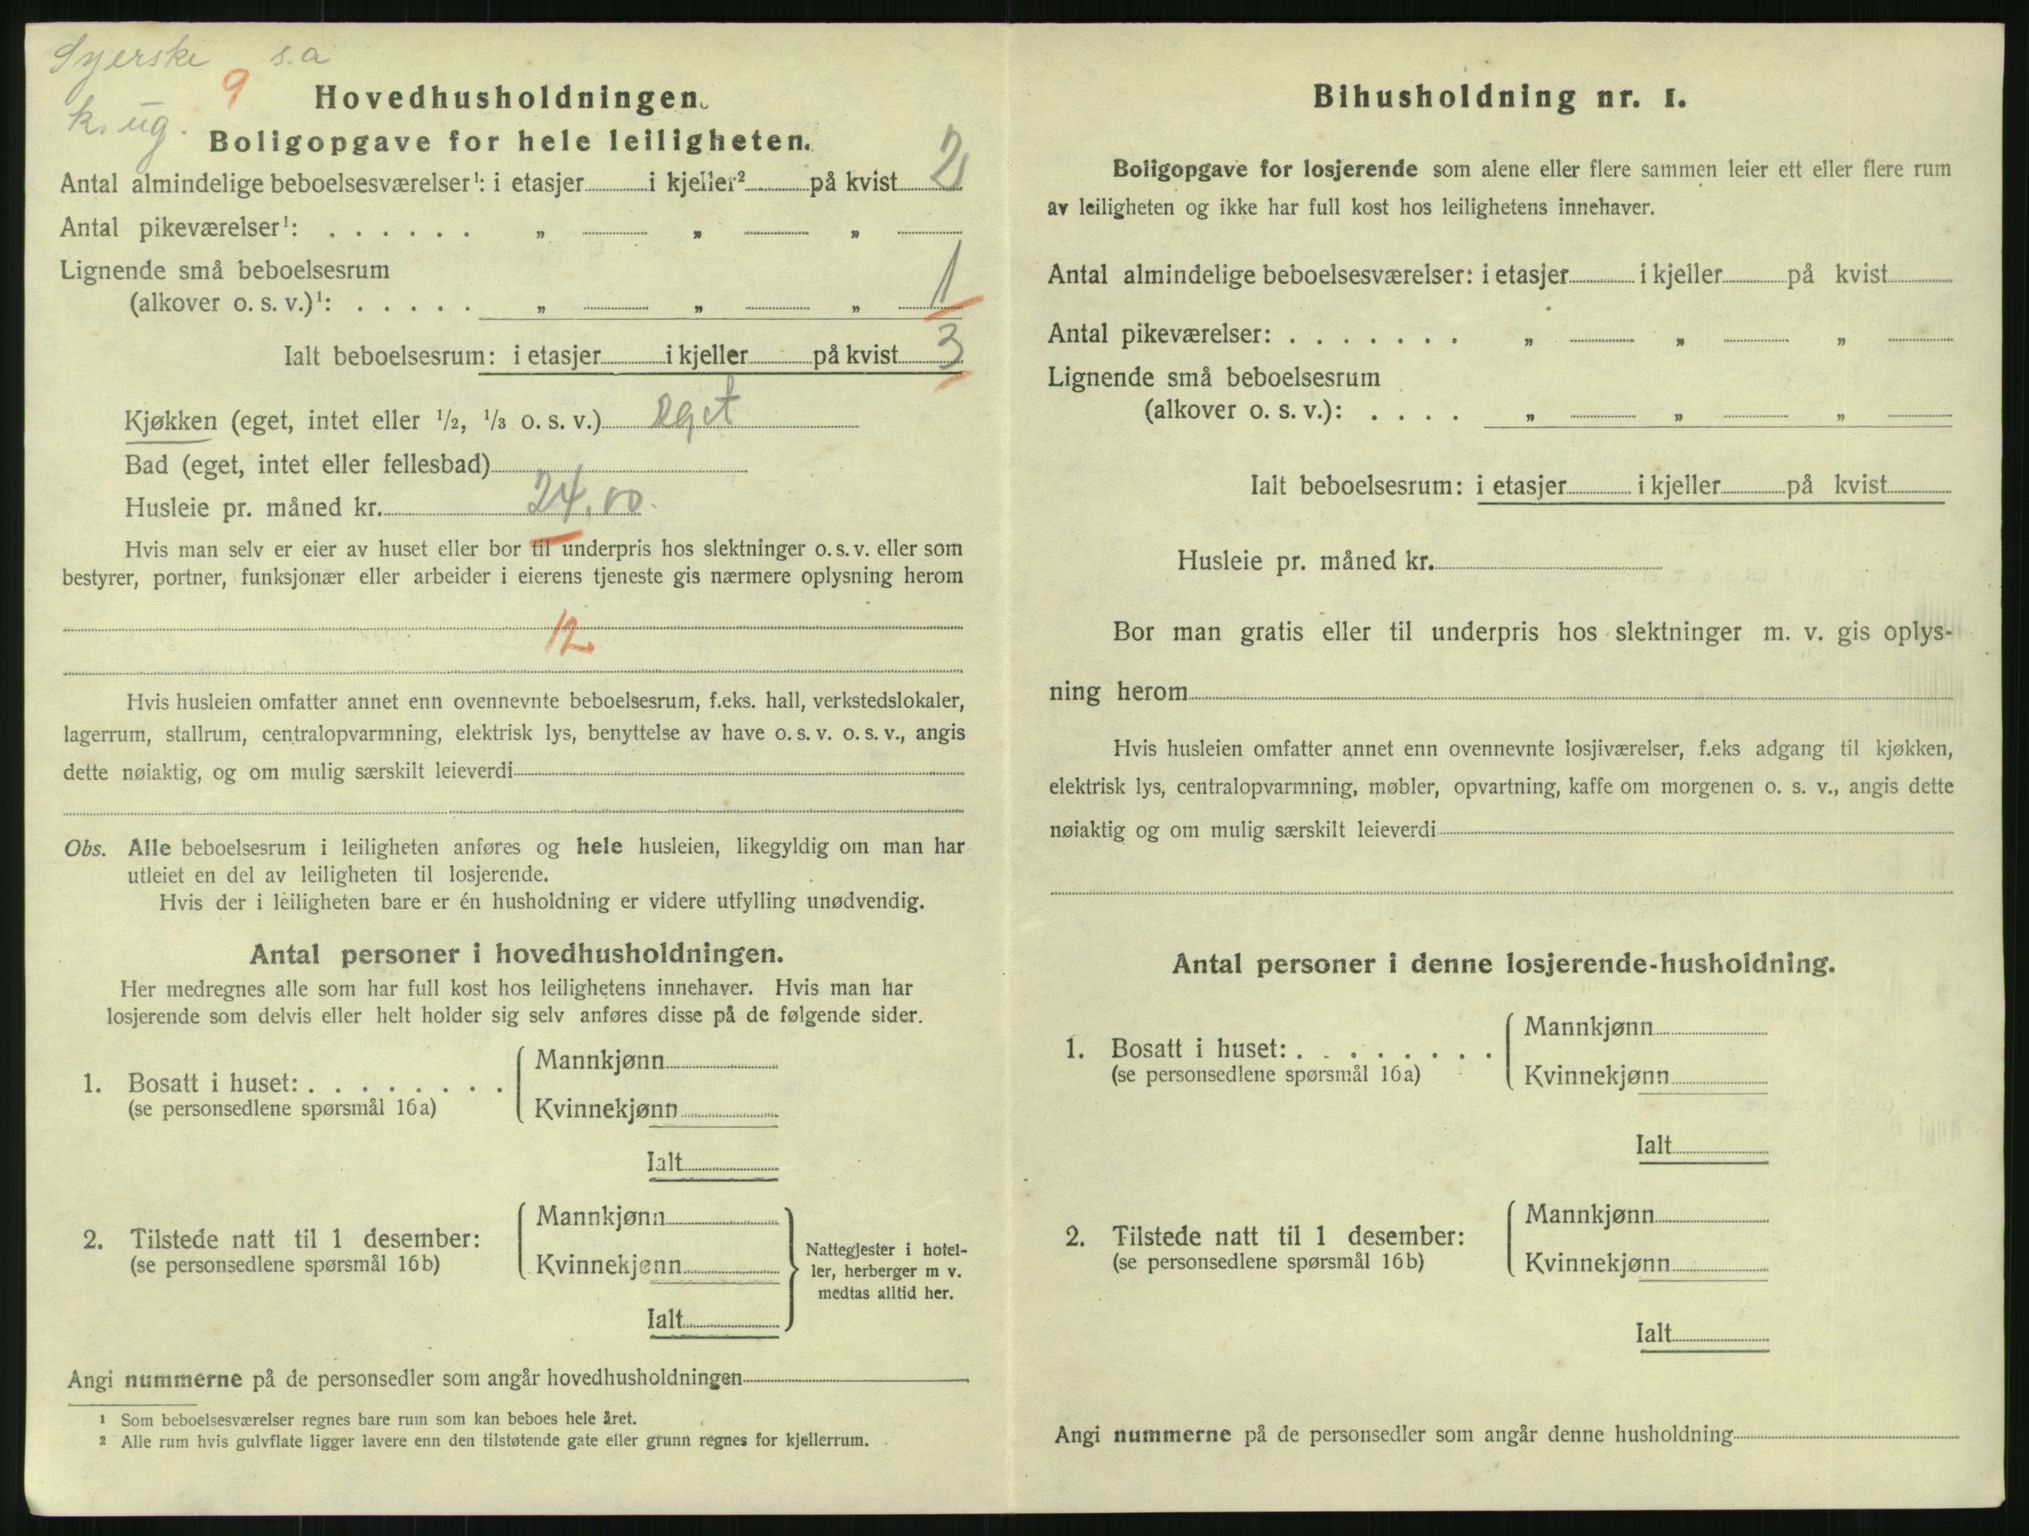 Syerske s.a
k. ug. 9
Hovedhusholdningen.
Boligopgave for hele leiligheten.
Antal almindelige beboelsesværelser¹: i etasjer i kjeller² på kvist 2
Antal pikeværelser¹: . . . . . . „ „ „
Lignende små beboelsesrum
(alkover o. s. v.)¹: . . . . . „ „ „ 1
Ialt beboelsesrum: i etasjer i kjeller på kvist 3
Kjøkken (eget, intet eller 1/2, 1/3 o. s. v.) eget
Bad (eget, intet eller fellesbad)
Husleie pr. måned kr. 24.00
Hvis man selv er eier av huset eller bor til underpris hos slektninger o. s. v. eller som
bestyrer, portner, funksjonær eller arbeider i eierens tjeneste gis nærmere oplysning herom
12
Hvis husleien omfatter annet enn ovennevnte beboelsesrum, f.eks. hall, verkstedslokaler,
lagerrum, stallrum, centralopvarmning, elektrisk lys, benyttelse av have o. s. v. o. s. v., angis
dette nøiaktig, og om mulig særskilt leieverdi
Obs. Alle beboelsesrum i leiligheten anføres og hele husleien, likegyldig om man har
utleiet en del av leiligheten til losjerende.
Hvis der i leiligheten bare er én husholdning er videre utfylling unødvendig.
Antal personer i hovedhusholdningen.
Her medregnes alle som har full kost hos leilighetens innehaver. Hvis man har
losjerende som delvis eller helt holder sig selv anføres disse på de følgende sider.
Mannkjønn
1. Bosatt i huset: . . . . . . . .
(se personsedlene spørsmål 16a)
Kvinnekjønn
Ialt
Mannkjønn
2. Tilstede natt til 1 desember:
(se personsedlene spørsmål 16b)
Kvinnekjønn
Ialt
Nattegjester i hotel-
ler, herberger m v.
medtas alltid her.
Angi nummerne på de personsedler som angår hovedhusholdningen
¹ Som beboelsesværelser regnes bare rum som kan beboes hele året.
² Alle rum hvis gulvflate ligger lavere enn den tilstøtende gate eller grunn regnes for kjellerrum.
Bihusholdning nr. 1.
Boligopgave for losjerende som alene eller flere sammen leier ett eller flere rum
av leiligheten og ikke har full kost hos leilighetens innehaver.
Antal almindelige beboelsesværelser: i etasjer i kjeller på kvist
Antal pikeværelser: . . . . . . . „ „ „
Lignende små beboelsesrum
(alkover o. s. v.): . . . . „ „ „
Ialt beboelsesrum: i etasjer i kjeller på kvist
Husleie pr. måned kr.
Bor man gratis eller til underpris hos slektninger m. v. gis oplys-
ning herom
Hvis husleien omfatter annet enn ovennevnte losjiværelser, f.eks adgang til kjøkken,
elektrisk lys, centralopvarmning, møbler, opvartning, kaffe om morgenen o. s. v., angis dette
nøiaktig og om mulig særskilt leieverdi
Antal personer i denne losjerende-husholdning.
Mannkjønn
1. Bosatt i huset: . . . . . . . .
(se personsedlene spørsmål 16a)
Kvinnekjønn
Ialt
Mannkjønn
2. Tilstede natt til 1 desember:
(se personsedlene spørsmål 16b)
Kvinnekjønn
Ialt
Angi nummerne på de personsedler som angår denne husholdning